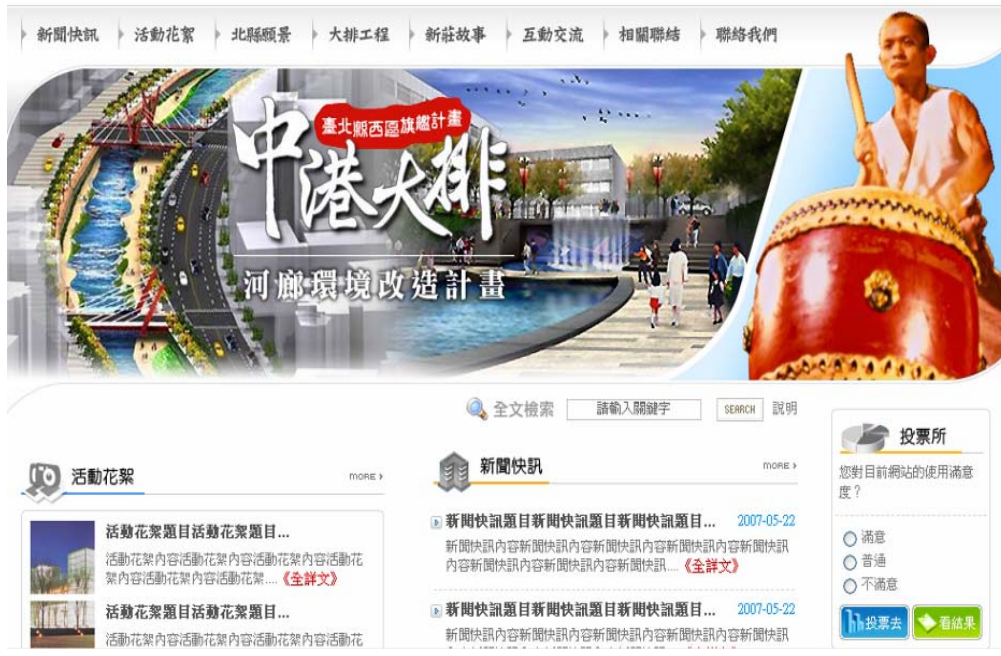 新聞快訊 活動花絮 北縣願景 大排工程 新莊故事 互動交流 相關聯結 聯絡我們
臺北縣西區旗艦計畫
中港大排
河廊環境改造計畫
全文檢索 請輸入關鍵字 SEARCH 說明
活動花絮 MORE
活動花絮題目活動花絮題目...
活動花絮內容活動花絮內容活動花絮內容活動花
絮內容活動花絮內容活動花絮....《全詳文》
活動花絮題目活動花絮題目...
活動花絮內容活動花絮內容活動花絮內容活動花
新聞快訊 MORE
新聞快訊題目新聞快訊題目新聞快訊題目... 2007-05-22
新聞快訊內容新聞快訊內容新聞快訊內容新聞快訊內容新聞快訊
內容新聞快訊內容新聞快訊內容新聞快訊....《全詳文》
新聞快訊題目新聞快訊題目新聞快訊題目... 2007-05-22
新聞快訊內容新聞快訊內容新聞快訊內容新聞快訊內容新聞快訊
投票所
您對目前網站的使用滿意
度？
滿意
普通
不滿意
投票去 看結果